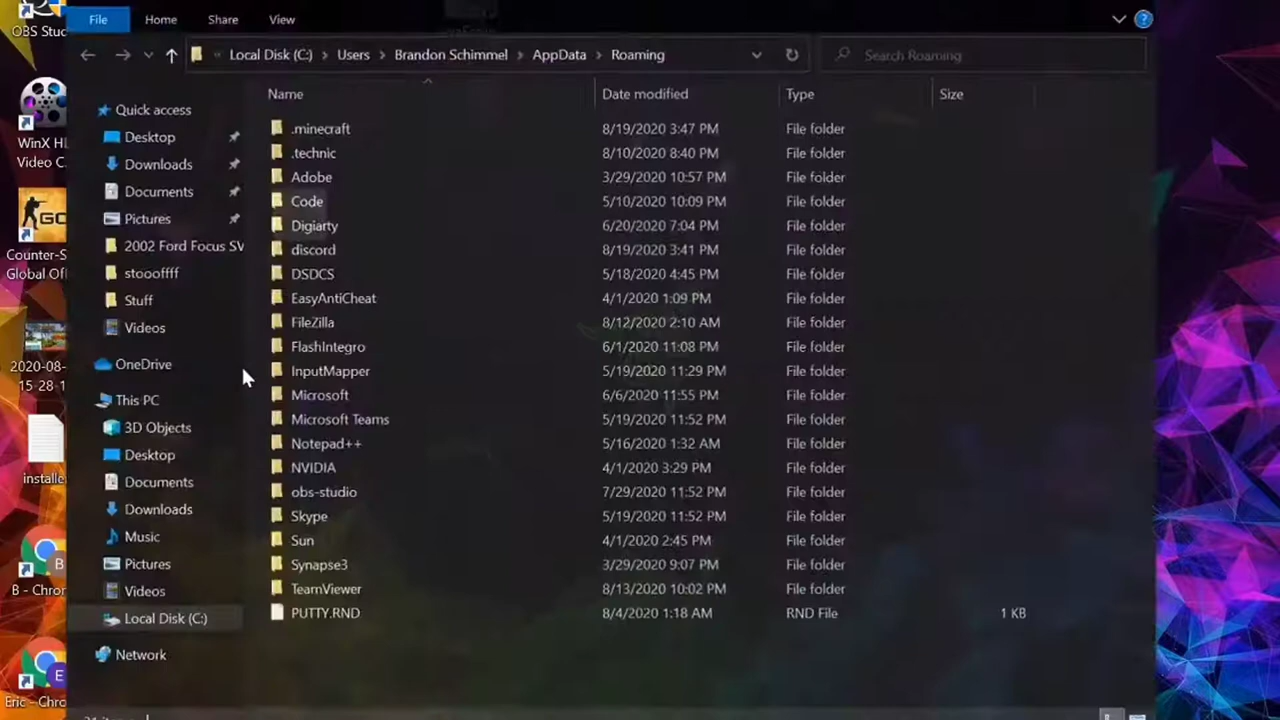 OBS Stuc
WinX HI
Video C.
GO
Counter-S
Global Of
2020-08-
15-28-1
installe
B
B - Chror
E
Eric - Chro
File Home Share View
« Local Disk (C:) › Users › Brandon Schimmel › AppData › Roaming
Search Roaming
Quick access
Desktop
Downloads
Documents
Pictures
2002 Ford Focus SV
stooofff
Stuff
Videos
OneDrive
This PC
3D Objects
Desktop
Documents
Downloads
Music
Pictures
Videos
Local Disk (C:)
Network
Name Date modified Type Size
.minecraft 8/19/2020 3:47 PM File folder
.technic 8/10/2020 8:40 PM File folder
Adobe 3/29/2020 10:57 PM File folder
Code 5/10/2020 10:09 PM File folder
Digiarty 6/20/2020 7:04 PM File folder
discord 8/19/2020 3:41 PM File folder
DSDCS 5/18/2020 4:45 PM File folder
EasyAntiCheat 4/1/2020 1:09 PM File folder
FileZilla 8/12/2020 2:10 AM File folder
FlashIntegro 6/1/2020 11:08 PM File folder
InputMapper 5/19/2020 11:29 PM File folder
Microsoft 6/6/2020 11:55 PM File folder
Microsoft Teams 5/19/2020 11:52 PM File folder
Notepad++ 5/16/2020 1:32 AM File folder
NVIDIA 4/1/2020 3:29 PM File folder
obs-studio 7/29/2020 11:52 PM File folder
Skype 5/19/2020 11:52 PM File folder
Sun 4/1/2020 2:45 PM File folder
Synapse3 3/29/2020 9:07 PM File folder
TeamViewer 8/13/2020 10:02 PM File folder
PUTTY.RND 8/4/2020 1:18 AM RND File 1 KB